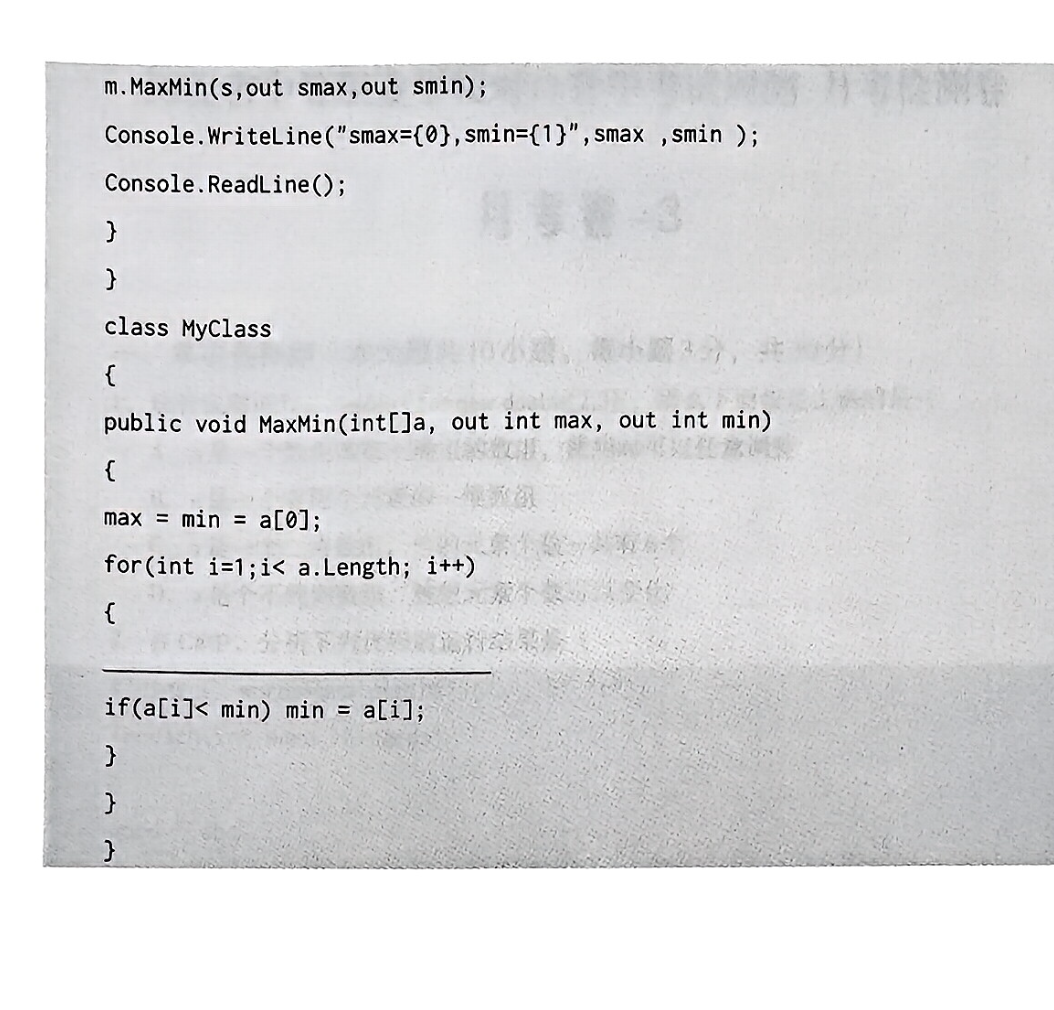 m.MaxMin(s,out smax,out smin);
Console.WriteLine("smax={0},smin={1}",smax ,smin );
Console.ReadLine();
}
}
class MyClass
{
public void MaxMin(int[]a, out int max, out int min)
{
max = min = a[0];
for(int i=1;i< a.Length; i++)
{
if(a[i]< min) min = a[i];
}
}
}